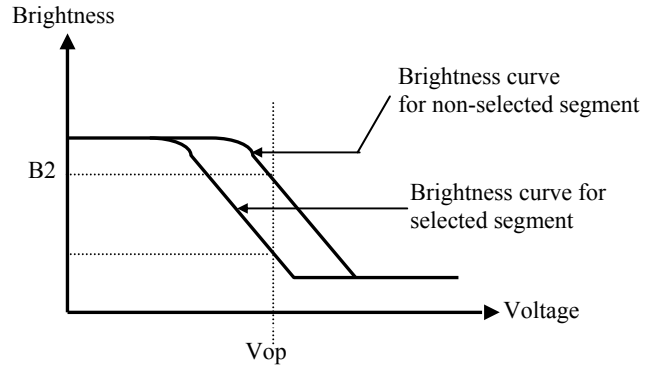 Brightness
Brightness curve
for non-selected segment
B2
Brightness curve for
selected segment
Voltage
Vop